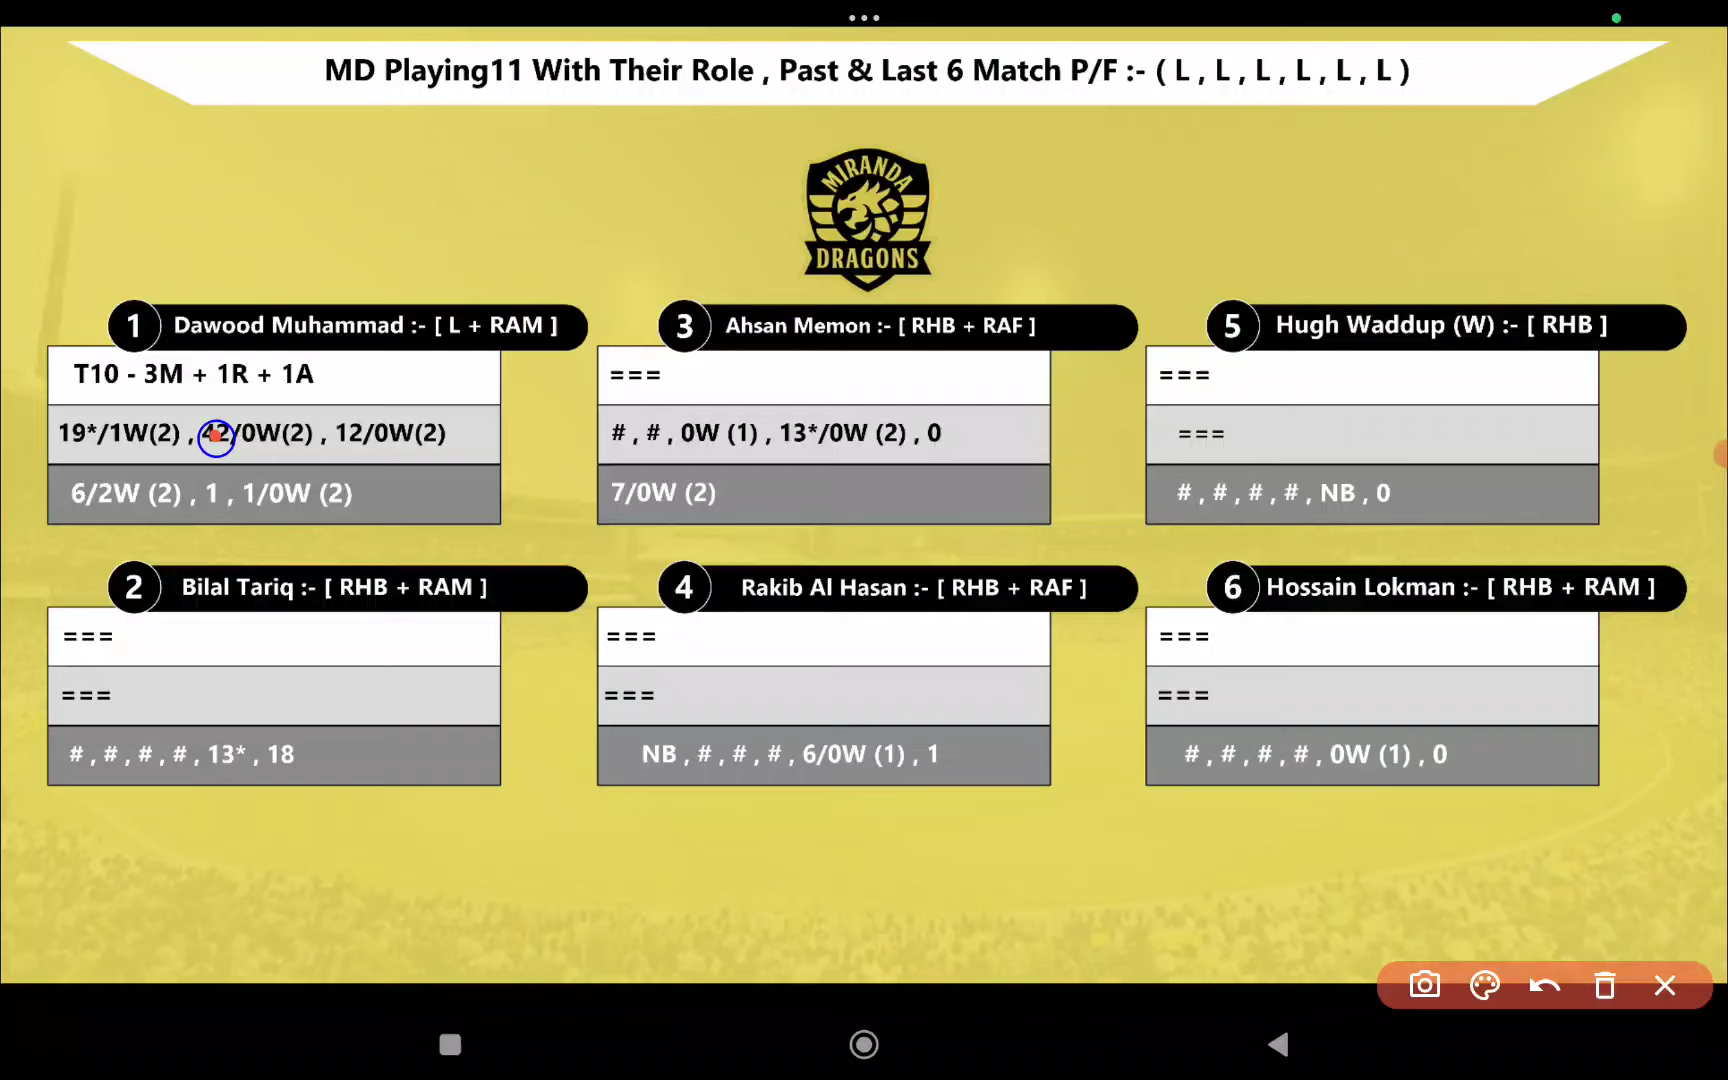 MD Playing11 With Their Role , Past & Last 6 Match P/F :- ( L , L , L , L , L , L )
MIRANDA
DRAGONS
1 Dawood Muhammad :- [ L + RAM ]
T10 - 3M + 1R + 1A
19*/1W(2) , 42/0W(2) , 12/0W(2)
6/2W (2) , 1 , 1/0W (2)
3 Ahsan Memon :- [ RHB + RAF ]
===
# , # , 0W (1) , 13*/0W (2) , 0
7/0W (2)
5 Hugh Waddup (W) :- [ RHB ]
===
===
# , # , # , # , NB , 0
2 Bilal Tariq :- [ RHB + RAM ]
===
===
# , # , # , # , 13* , 18
4 Rakib Al Hasan :- [ RHB + RAF ]
===
===
NB , # , # , # , 6/0W (1) , 1
6 Hossain Lokman :- [ RHB + RAM ]
===
===
# , # , # , # , 0W (1) , 0